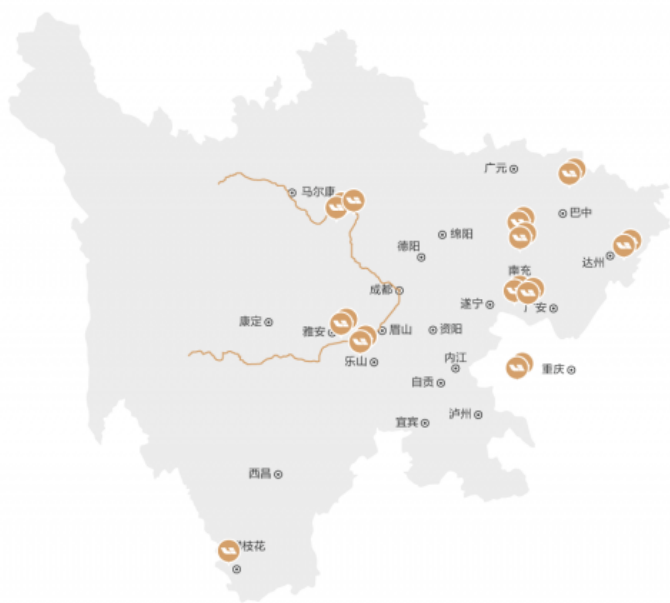 广元
马尔康
巴中
绵阳
德阳
达州
南充
成都
遂宁
广安
康定
雅安
眉山
资阳
乐山
内江
重庆
自贡
泸州
宜宾
西昌
枝花